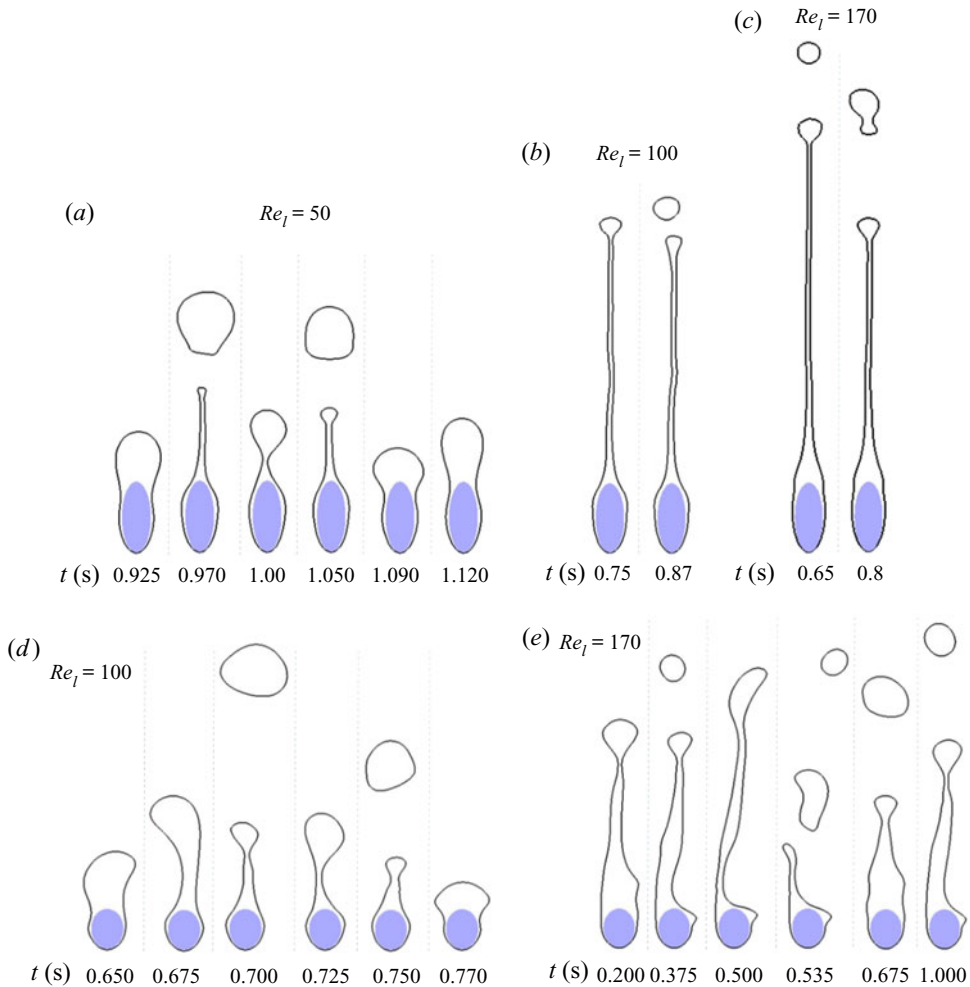 (c) Re_l = 170
(b) Re_l = 100
(a) Re_l = 50
t (s) 0.925 0.970 1.00 1.050 1.090 1.120
0.75 0.87
t (s) 0.65 0.8
(d) Re_l = 100
(e) Re_l = 170
t (s) 0.650 0.675 0.700 0.725 0.750 0.770
t (s) 0.200 0.375 0.500 0.535 0.675 1.000